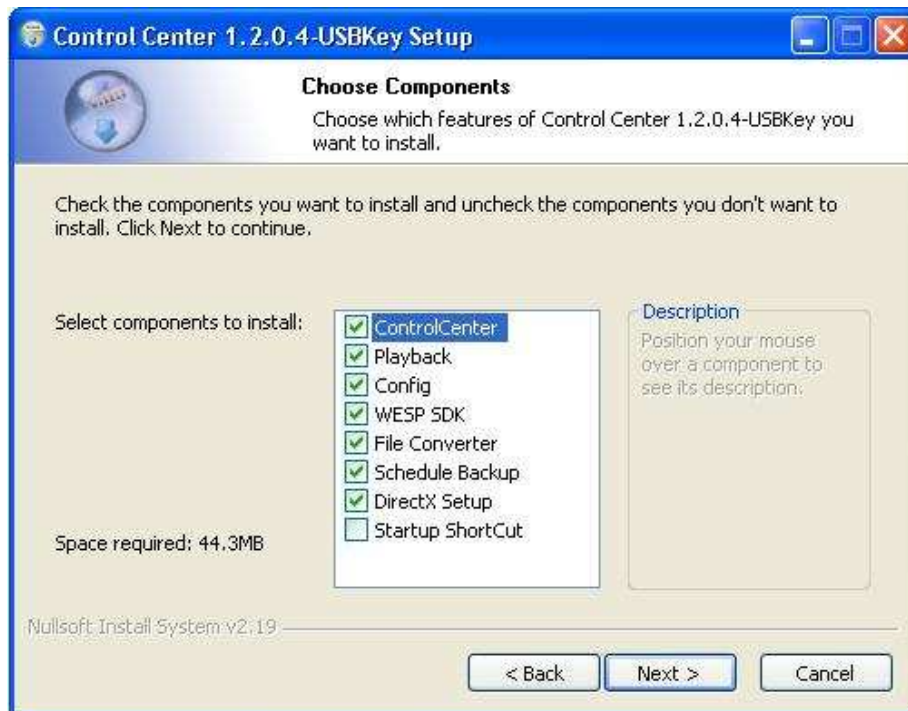 Control Center 1.2.0.4-USBKey Setup
Choose Components
Choose which features of Control Center 1.2.0.4-USBKey you
want to install.
Check the components you want to install and uncheck the components you don't want to
install. Click Next to continue.
Select components to install:
ControlCenter
Playback
Config
WESP SDK
File Converter
Schedule Backup
DirectX Setup
Startup ShortCut
Description
Position your mouse
over a component to
see its description.
Space required: 44.3MB
Nullsoft Install System v2.19
< Back
Next >
Cancel